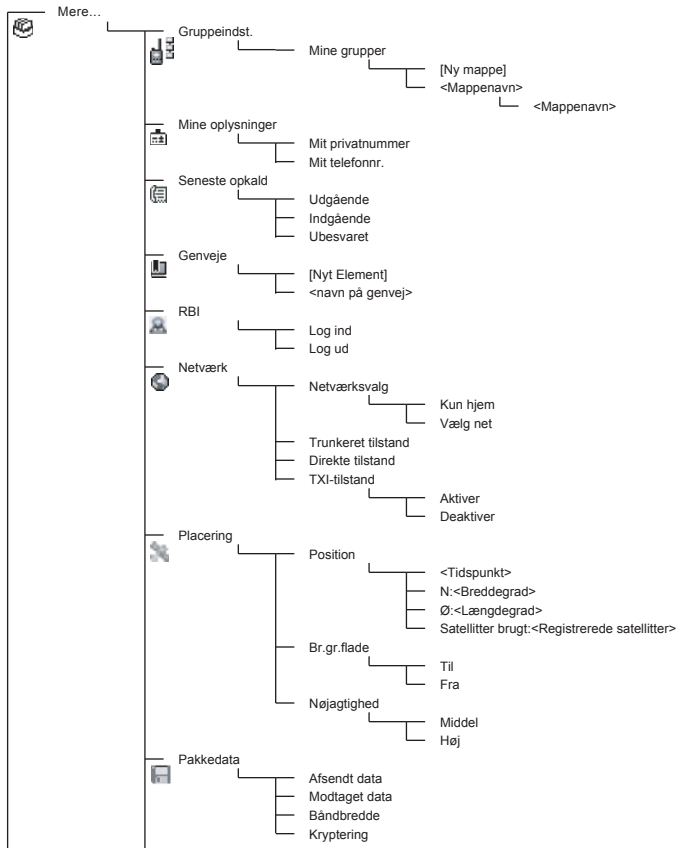 Mere...
Gruppeindst.
Mine grupper
[Ny mappe]
<Mappenavn>
<Mappenavn>
Mine oplysninger
Mit privatnummer
Mit telefonnr.
Seneste opkald
Udgående
Indgående
Ubesvaret
Genveje
[Nyt Element]
<navn på genvej>
RBI
Log ind
Log ud
Netværk
Netværksvalg
Kun hjem
Vælg net
Trunkeret tilstand
Direkte tilstand
TXI-tilstand
Aktiver
Deaktiver
Placering
Position
<Tidspunkt>
N:<Breddegrad>
Ø:<Længdegrad>
Satellitter brugt:<Registrerede satellitter>
Br.gr.flade
Til
Fra
Nøjagtighed
Middel
Høj
Pakkedata
Afsendt data
Modtaget data
Båndbredde
Kryptering